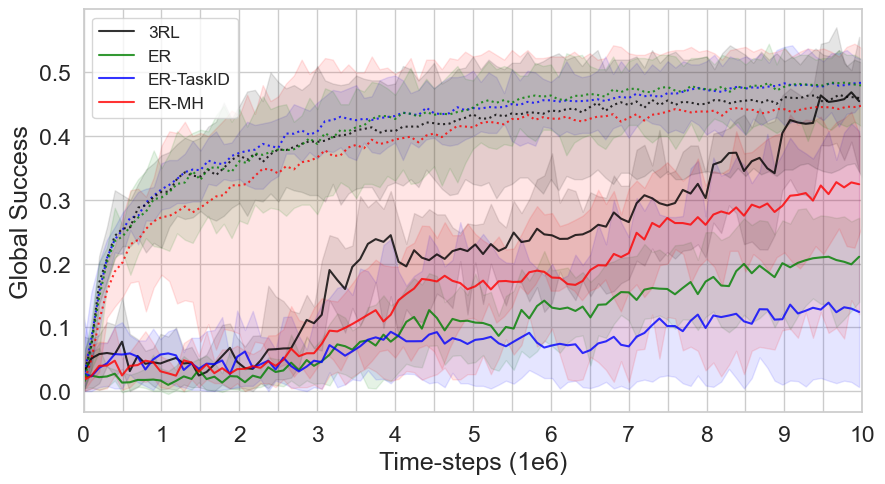 3RL
ER
ER-TaskID
ER-MH
Global Success
0.5
0.4
0.3
0.2
0.1
0.0
0 1 2 3 4 5 6 7 8 9 10
Time-steps (1e6)